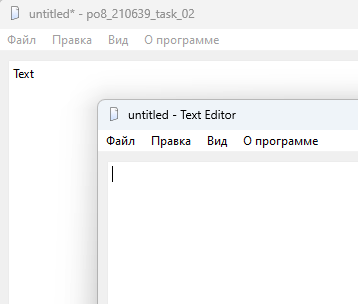 untitled* - po8_210639_task_02
Файл Правка Вид О программе
Text
untitled - Text Editor
Файл Правка Вид О программе